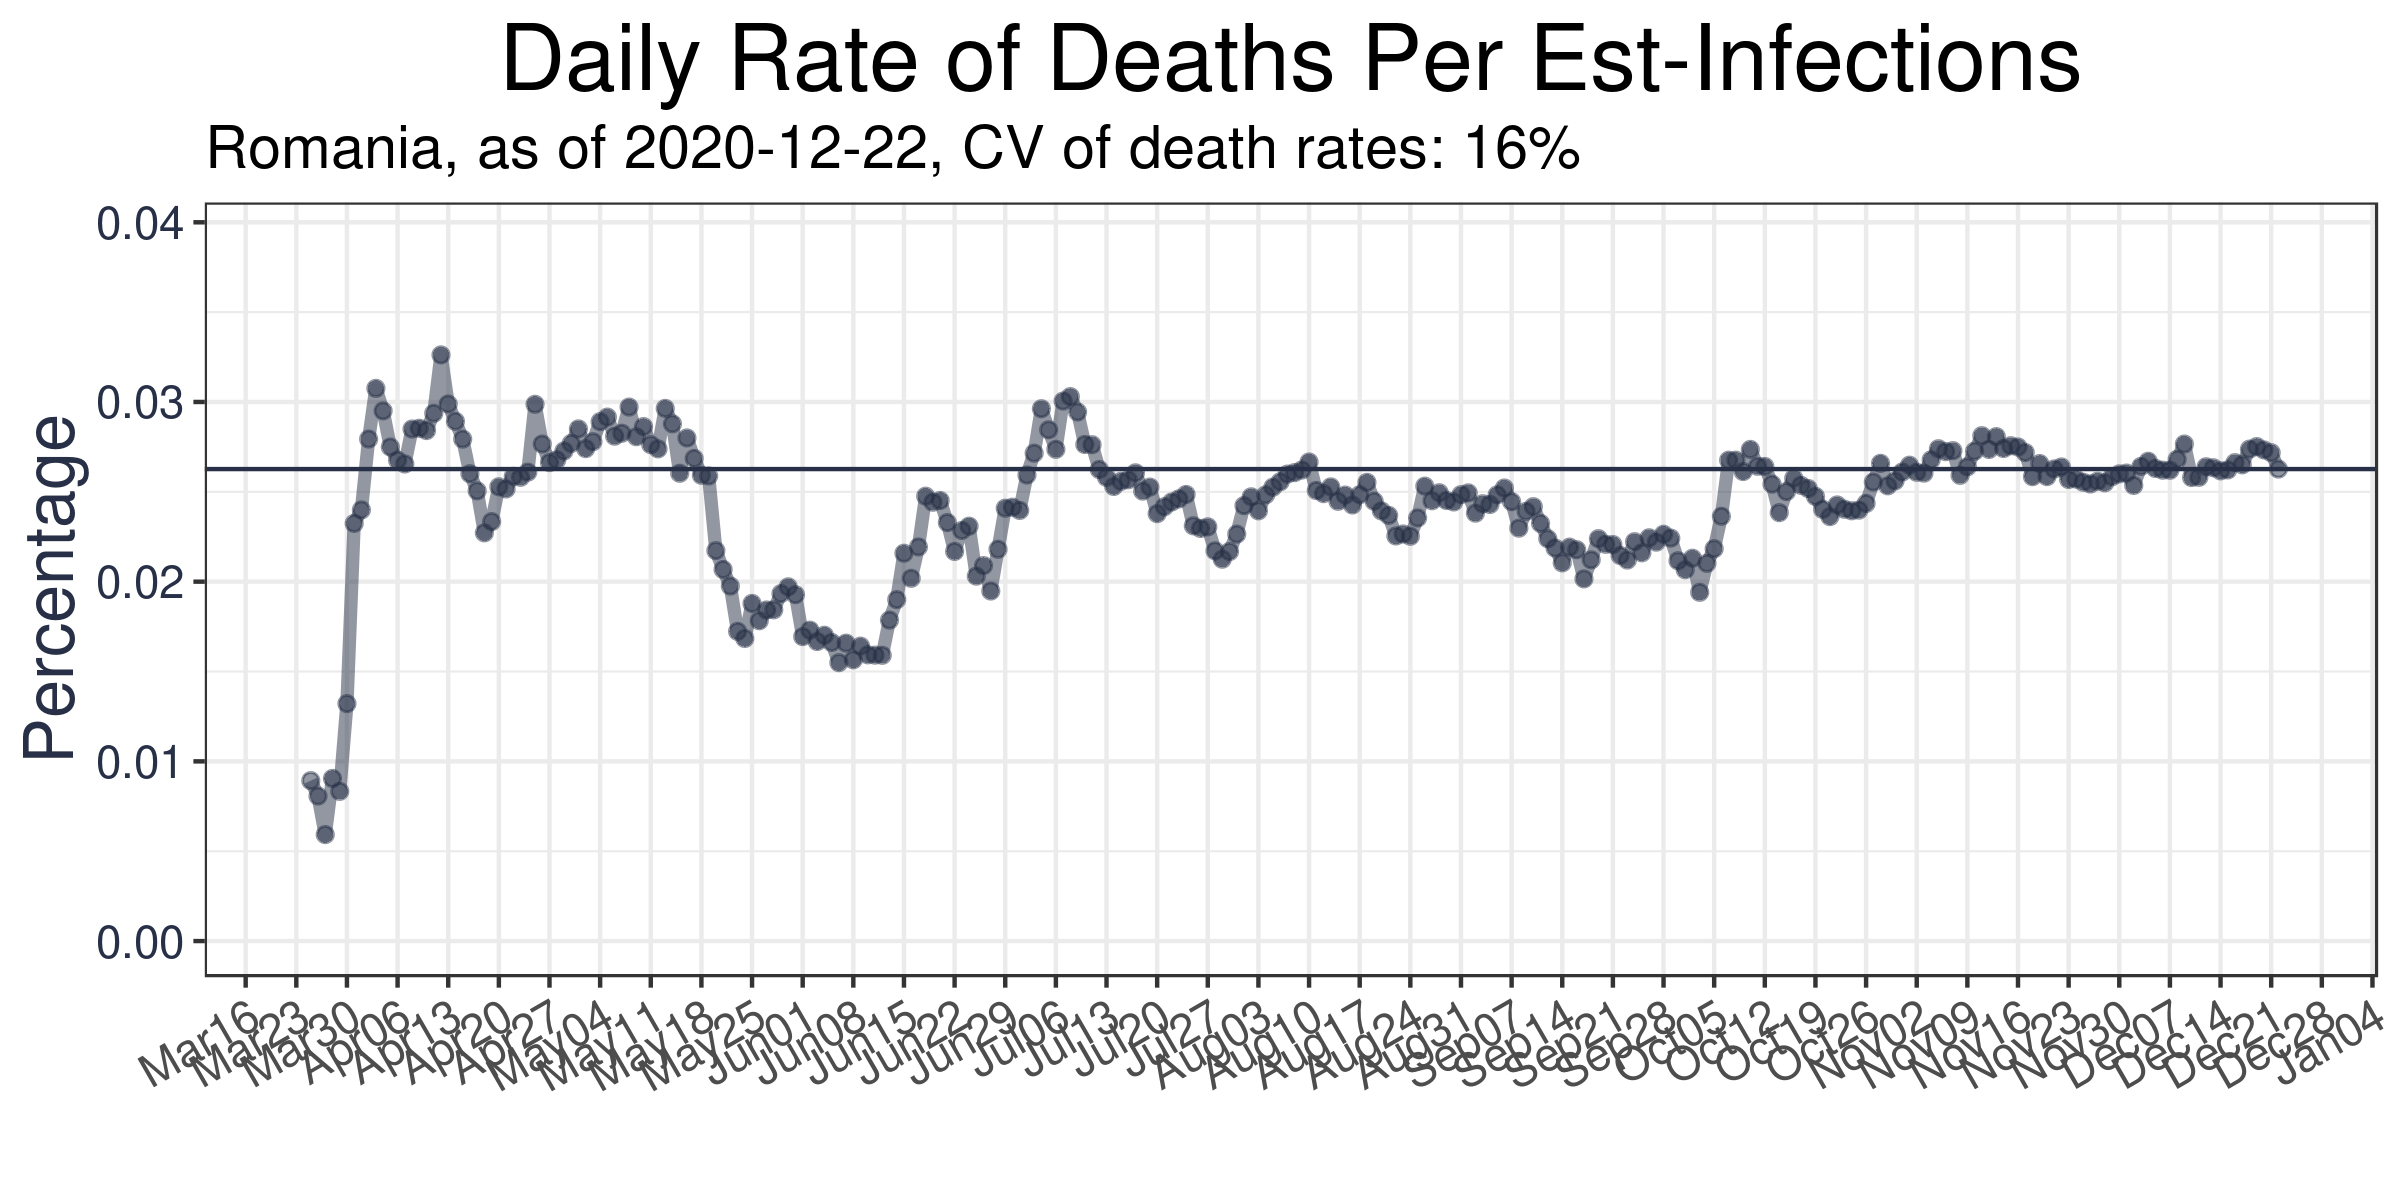 Daily Rate of Deaths Per Est-Infections
Romania, as of 2020-12-22, CV of death rates: 16%
Percentage
0.04
0.03
0.02
0.01
0.00
Mar16
Mar23
Mar30
Apr06
Apr13
Apr20
Apr27
May04
May11
May18
May25
Jun01
Jun08
Jun15
Jun22
Jun29
Jul06
Jul13
Jul20
Jul27
Aug03
Aug10
Aug17
Aug24
Aug31
Sep07
Sep14
Sep21
Sep28
Oct05
Oct12
Oct19
Oct26
Nov02
Nov09
Nov16
Nov23
Nov30
Dec07
Dec14
Dec21
Dec28
Jan04